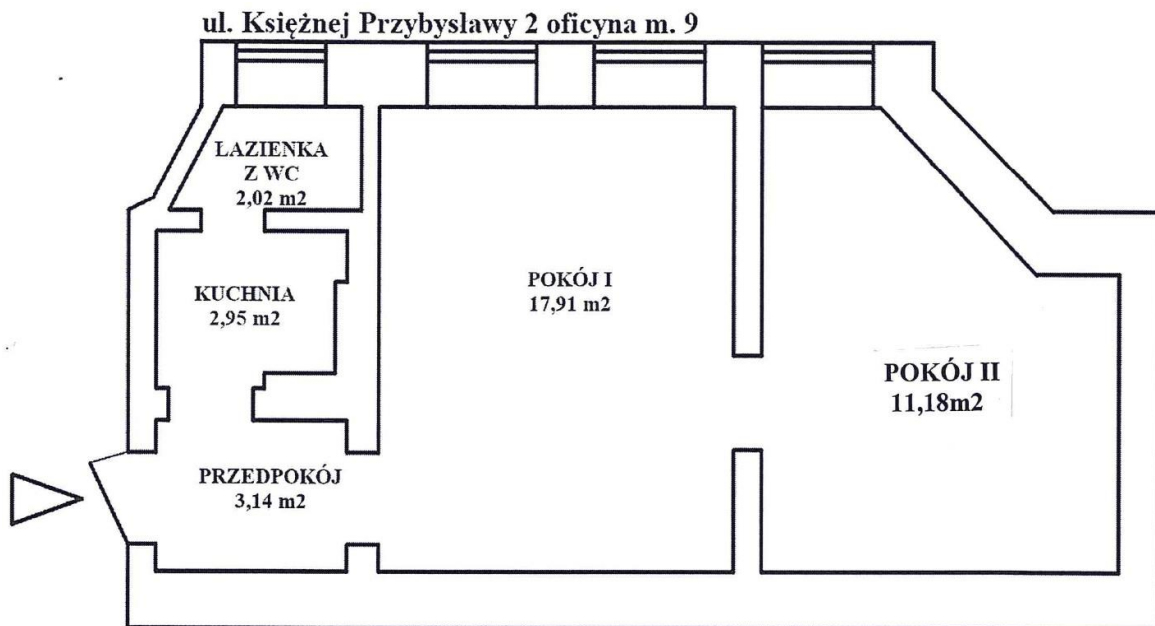 ul. Księżnej Przybysławy 2 oficyna m. 9
ŁAZIENKA
Z WC
2,02 m2
KUCHNIA
2,95 m2
POKÓJ I
17,91 m2
POKÓJ II
11,18m2
PRZEDPOKÓJ
3,14 m2